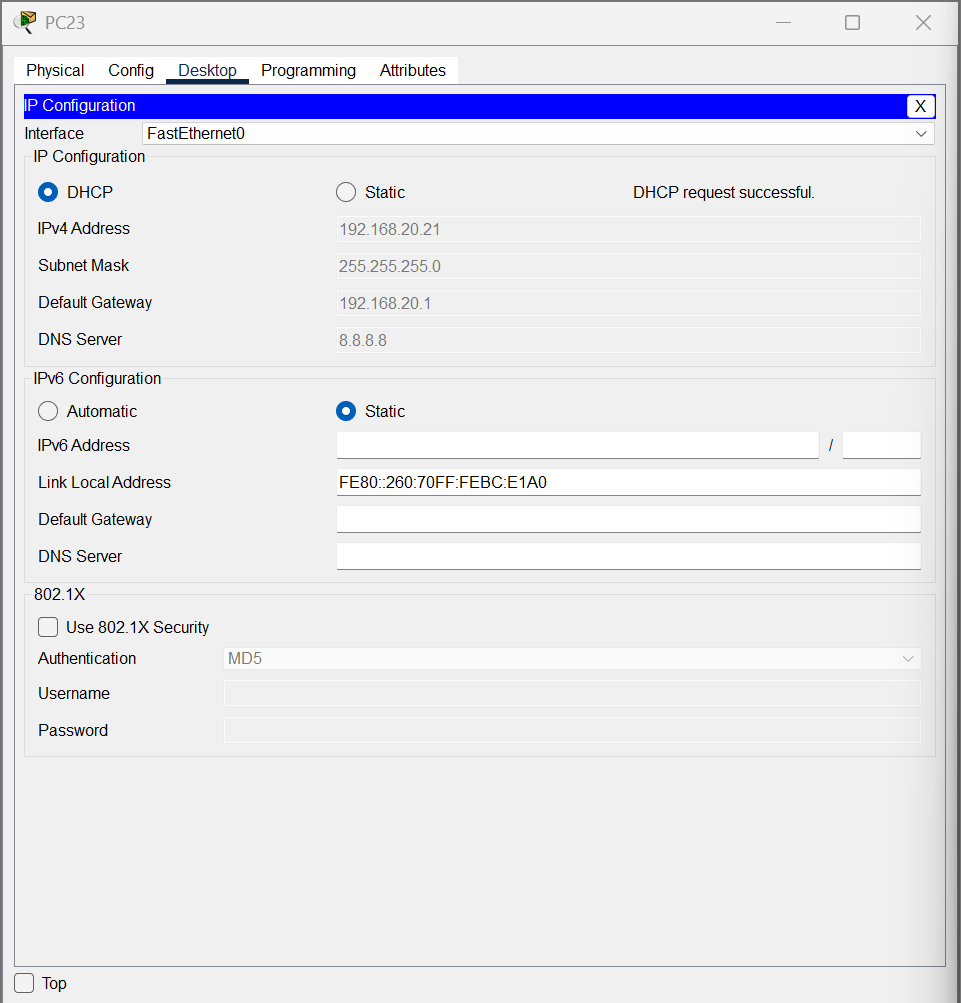 PC23
Physical Config Desktop Programming Attributes
IP Configuration X
Interface FastEthernet0
IP Configuration
DHCP Static DHCP request successful.
IPv4 Address 192.168.20.21
Subnet Mask 255.255.255.0
Default Gateway 192.168.20.1
DNS Server 8.8.8.8
IPv6 Configuration
Automatic Static
IPv6 Address /
Link Local Address FE80::260:70FF:FEBC:E1A0
Default Gateway
DNS Server
802.1X
Use 802.1X Security
Authentication MD5
Username
Password
Top